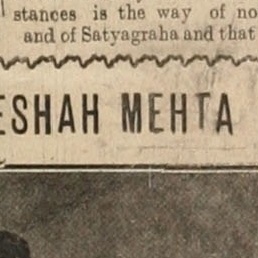 stances is the way of no
and of Satyagraha and that
ESHAH MEHTA